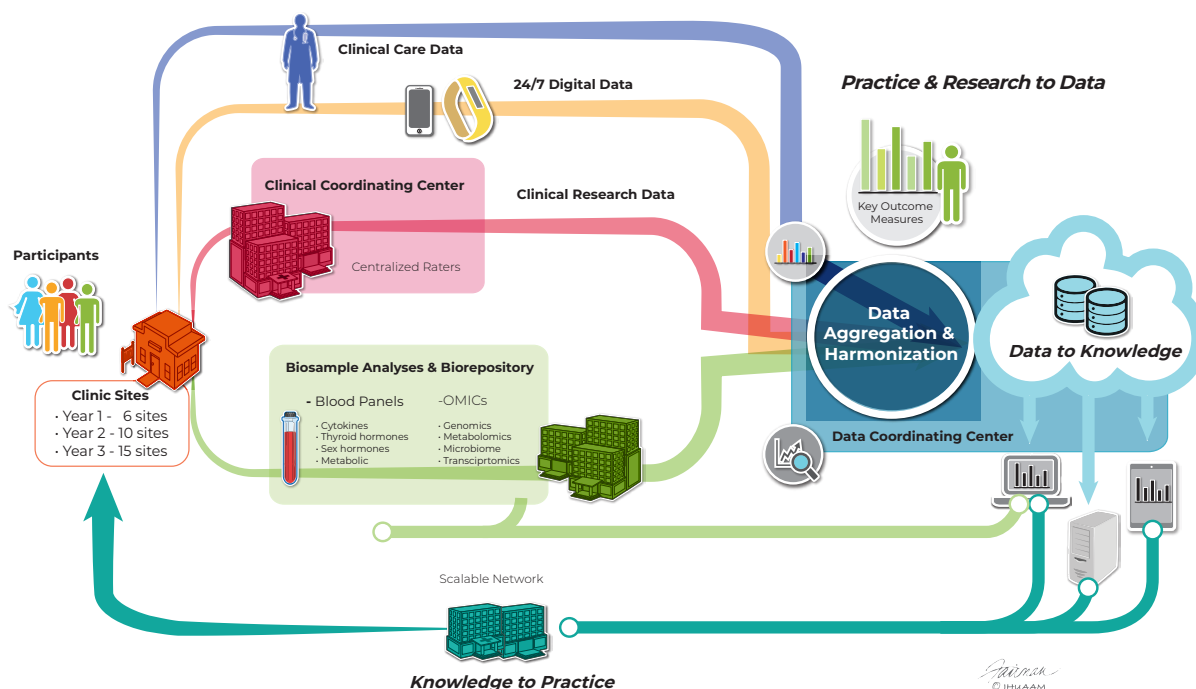 Clinical Care Data
24/7 Digital Data
Practice & Research to Data
Clinical Coordinating Center
Clinical Research Data
Key Outcome
Measures
Participants
Centralized Raters
Data
Aggregation &
Harmonization
Data to Knowledge
Biosample Analyses & Biorepository
Clinic Sites
· Year 1 - 6 sites
· Year 2 - 10 sites
· Year 3 - 15 sites
- Blood Panels
· Cytokines
· Thyroid hormones
· Sex hormones
· Metabolic
-OMICs
· Genomics
· Metabolomics
· Microbiome
· Transciprtomics
Data Coordinating Center
Scalable Network
Knowledge to Practice
© JHUAAM